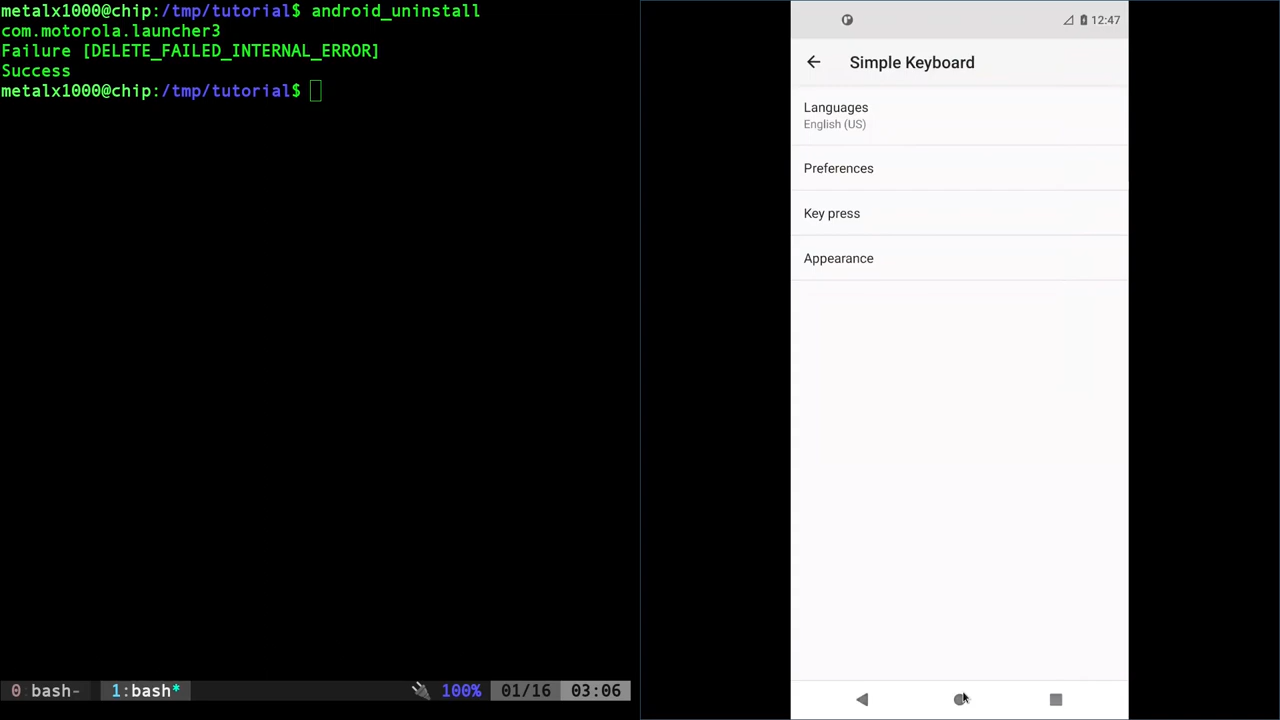 metalx1000@chip:/tmp/tutorial$ android_uninstall
com.motorola.launcher3
Failure [DELETE_FAILED_INTERNAL_ERROR]
Success
metalx1000@chip:/tmp/tutorial$
0 bash- 1:bash* 100% 01/16 03:06
12:47
Simple Keyboard
Languages
English (US)
Preferences
Key press
Appearance